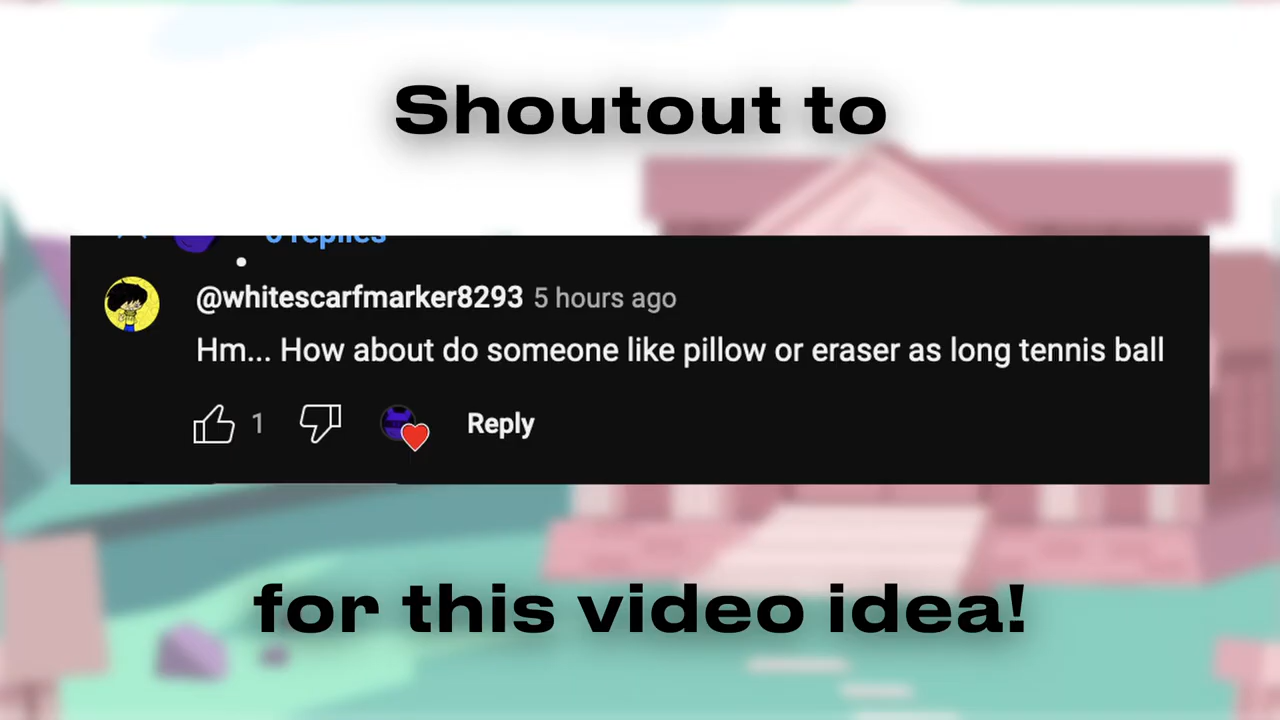 Shoutout to
replies
@whitescarfmarker8293 5 hours ago
Hm... How about do someone like pillow or eraser as long tennis ball
1 Reply
for this video idea!